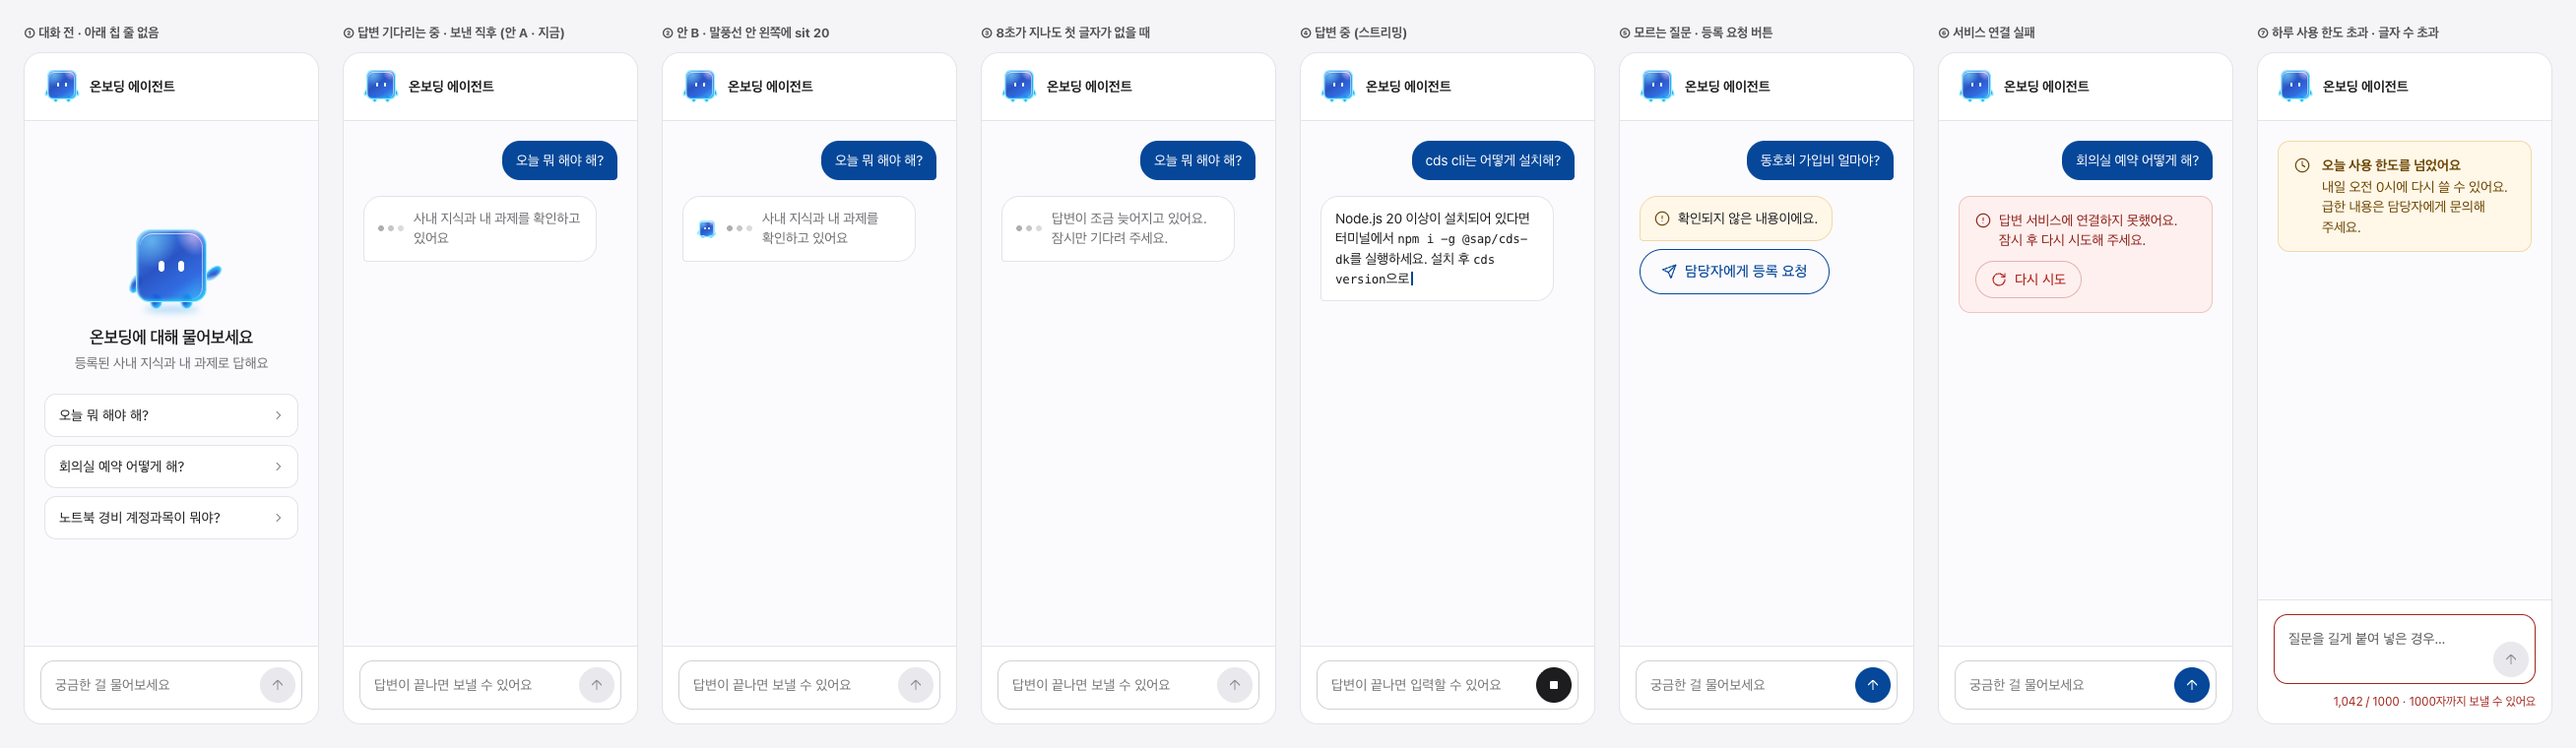 ① 대화 전 · 아래 칩 줄 없음
온보딩 에이전트
온보딩에 대해 물어보세요
등록된 사내 지식과 내 과제로 답해요
오늘 뭐 해야 해?
회의실 예약 어떻게 해?
노트북 경비 계정과목이 뭐야?
궁금한 걸 물어보세요
② 답변 기다리는 중 · 보낸 직후 (안 A · 지금)
온보딩 에이전트
오늘 뭐 해야 해?
사내 지식과 내 과제를 확인하고
있어요
답변이 끝나면 보낼 수 있어요
② 안 B · 말풍선 안 왼쪽에 sit 20
온보딩 에이전트
오늘 뭐 해야 해?
사내 지식과 내 과제를
확인하고 있어요
답변이 끝나면 보낼 수 있어요
③ 8초가 지나도 첫 글자가 없을 때
온보딩 에이전트
오늘 뭐 해야 해?
답변이 조금 늦어지고 있어요.
잠시만 기다려 주세요.
답변이 끝나면 보낼 수 있어요
④ 답변 중 (스트리밍)
온보딩 에이전트
cds cli는 어떻게 설치해?
Node.js 20 이상이 설치되어 있다면
터미널에서 npm i -g @sap/cds-
dk를 실행하세요. 설치 후 cds
version으로
답변이 끝나면 입력할 수 있어요
⑤ 모르는 질문 · 등록 요청 버튼
온보딩 에이전트
동호회 가입비 얼마야?
확인되지 않은 내용이에요.
담당자에게 등록 요청
궁금한 걸 물어보세요
⑥ 서비스 연결 실패
온보딩 에이전트
회의실 예약 어떻게 해?
답변 서비스에 연결하지 못했어요.
잠시 후 다시 시도해 주세요.
다시 시도
궁금한 걸 물어보세요
⑦ 하루 사용 한도 초과 · 글자 수 초과
온보딩 에이전트
오늘 사용 한도를 넘었어요
내일 오전 0시에 다시 쓸 수 있어요.
급한 내용은 담당자에게 문의해
주세요.
질문을 길게 붙여 넣은 경우…
1,042 / 1000 · 1000자까지 보낼 수 있어요